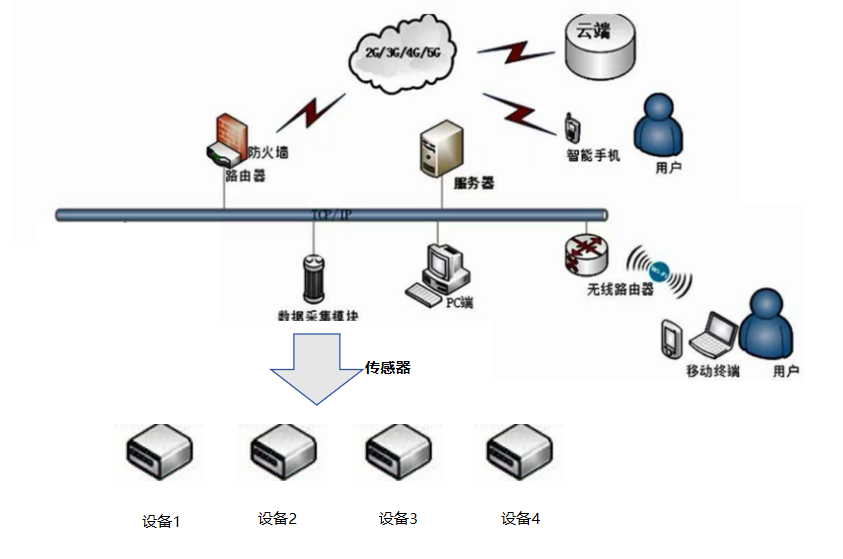 云端
2G/3G/4G/5G
防火墙
路由器
服务器
智能手机
用户
TCP/IP
数据采集模块
PC端
无线路由器
Wi-Fi
移动终端
用户
传感器
设备1
设备2
设备3
设备4